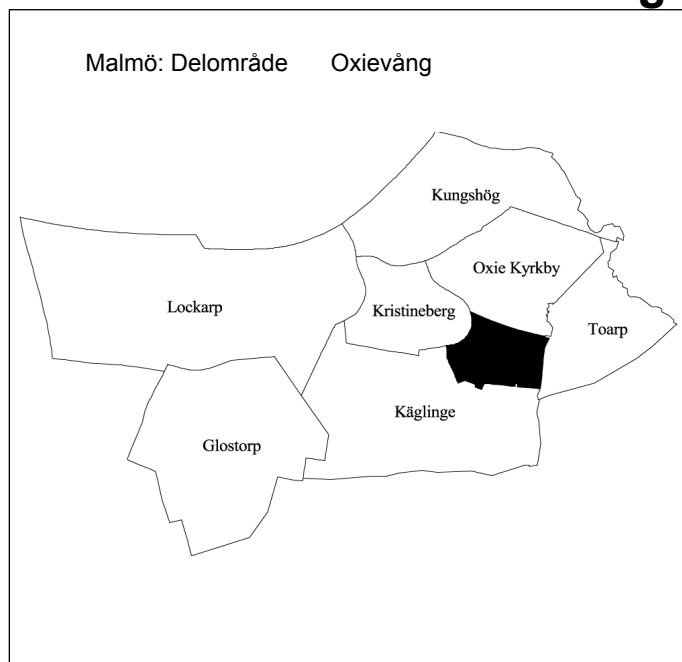 Malmö: Delområde Oxievång
Kungshög
Oxie Kyrkby
Lockarp
Kristineberg
Toarp
Käglinge
Glostorp